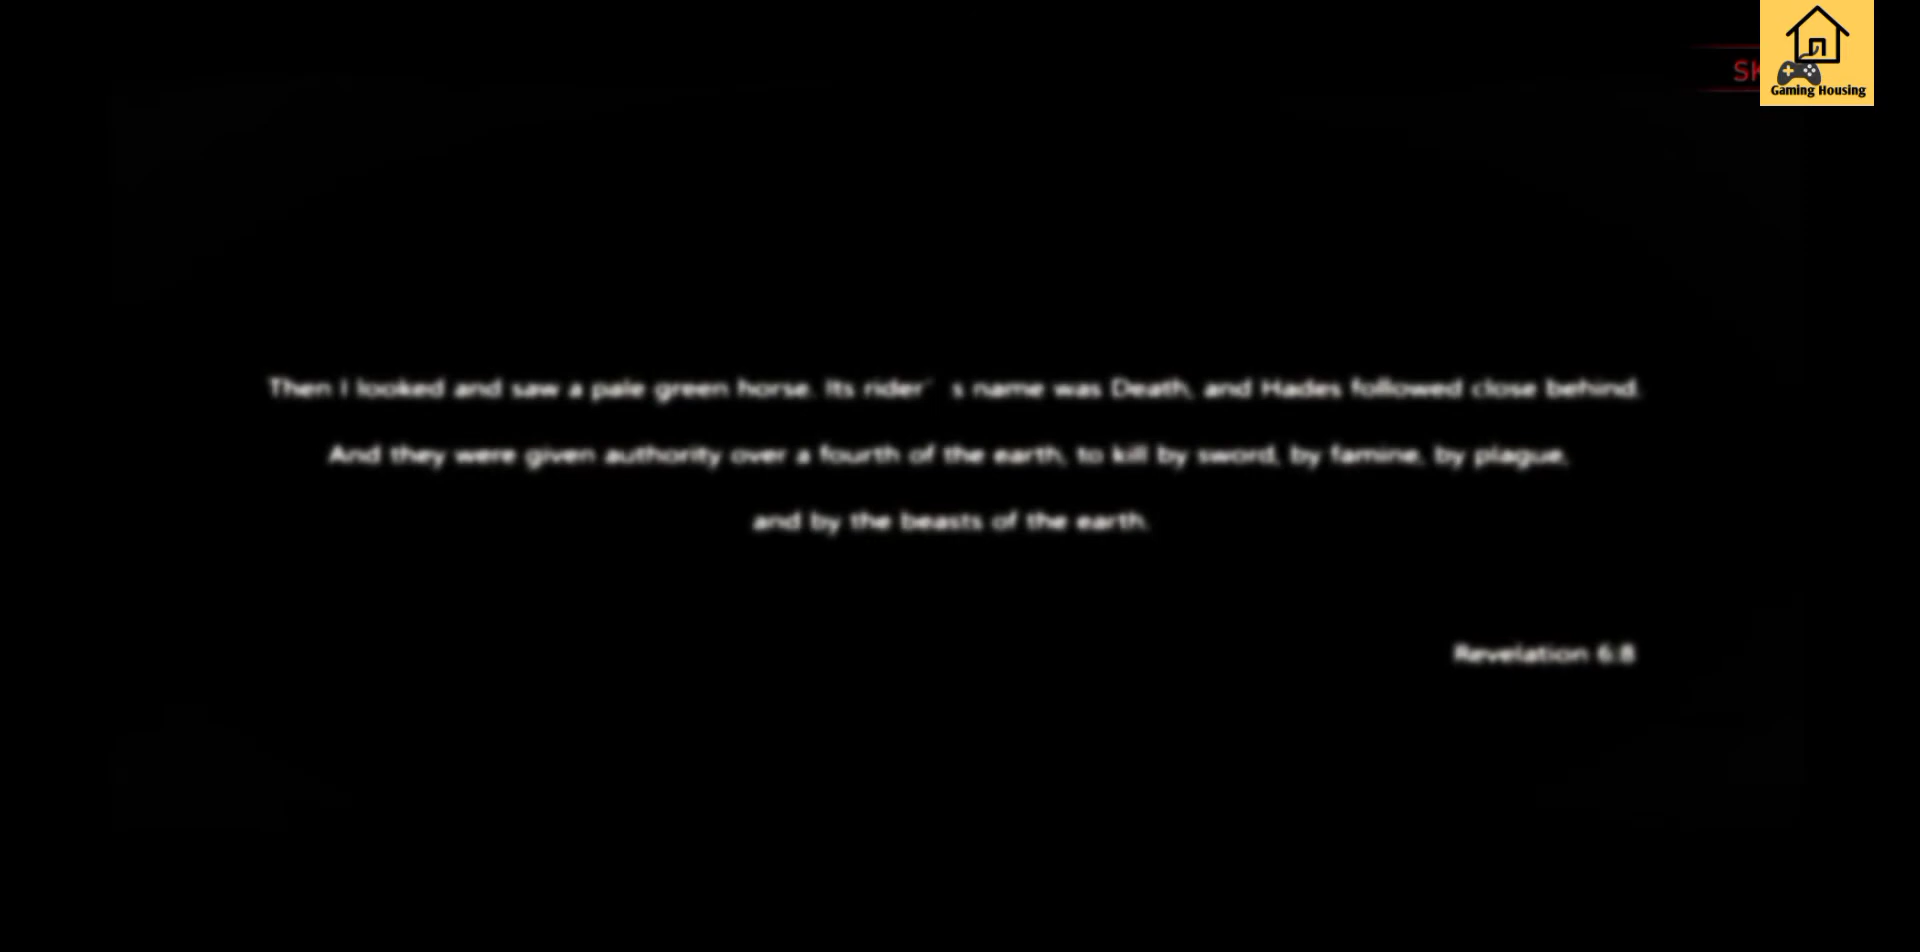 SK
Gaming Housing
Then I looked and saw a pale green horse. Its rider’ s name was Death, and Hades followed close behind.
And they were given authority over a fourth of the earth, to kill by sword, by famine, by plague,
and by the beasts of the earth.
Revelation 6:8